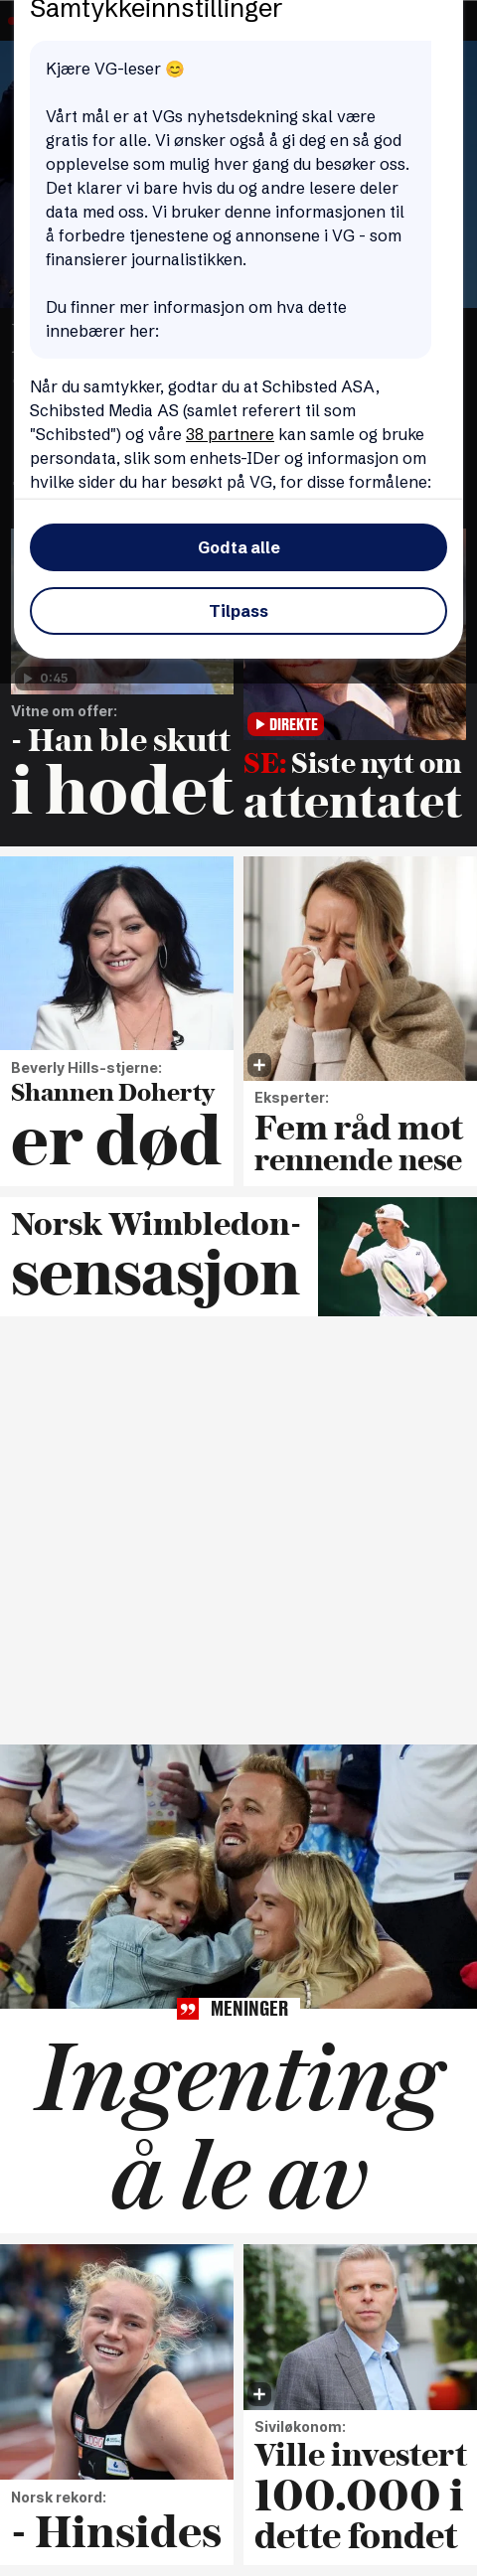 Samtykkeinnstillinger
Kjære VG-leser 😊
Vårt mål er at VGs nyhetsdekning skal være
gratis for alle. Vi ønsker også å gi deg en så god
opplevelse som mulig hver gang du besøker oss.
Det klarer vi bare hvis du og andre lesere deler
data med oss. Vi bruker denne informasjonen til
å forbedre tjenestene og annonsene i VG - som
finansierer journalistikken.
Du finner mer informasjon om hva dette
innebærer her:
Når du samtykker, godtar du at Schibsted ASA,
Schibsted Media AS (samlet referert til som
"Schibsted") og våre 38 partnere kan samle og bruke
persondata, slik som enhets-IDer og informasjon om
hvilke sider du har besøkt på VG, for disse formålene:
Godta alle
Tilpass
0:45
Vitne om offer:
- Han ble skutt
i hodet
DIREKTE
SE: Siste nytt om
attentatet
Beverly Hills-stjerne:
Shannen Doherty
er død
Eksperter:
Fem råd mot
rennende nese
Norsk Wimbledon-
sensasjon
MENINGER
Ingenting
å le av
Norsk rekord:
- Hinsides
Siviløkonom:
Ville investert
100.000 i
dette fondet